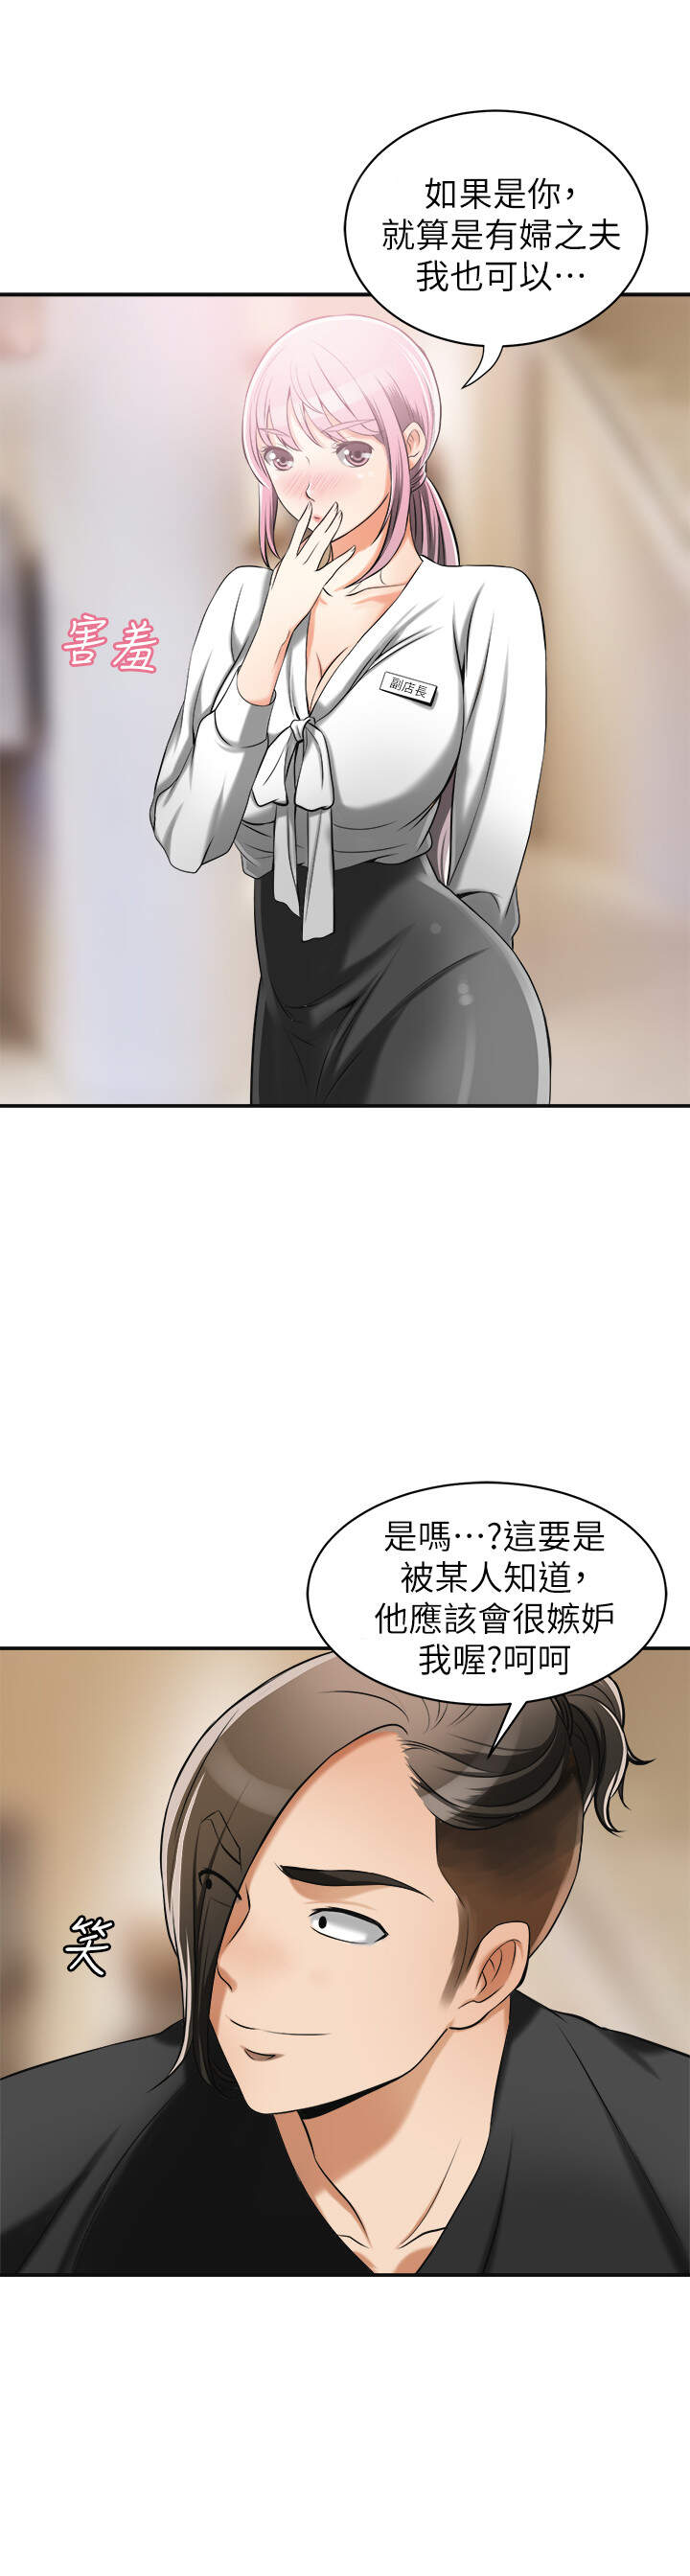 如果是你，
就算是有婦之夫
我也可以…
害羞
副店長
是嗎…?這要是
被某人知道，
他應該會很嫉妒
我喔?呵呵
笑